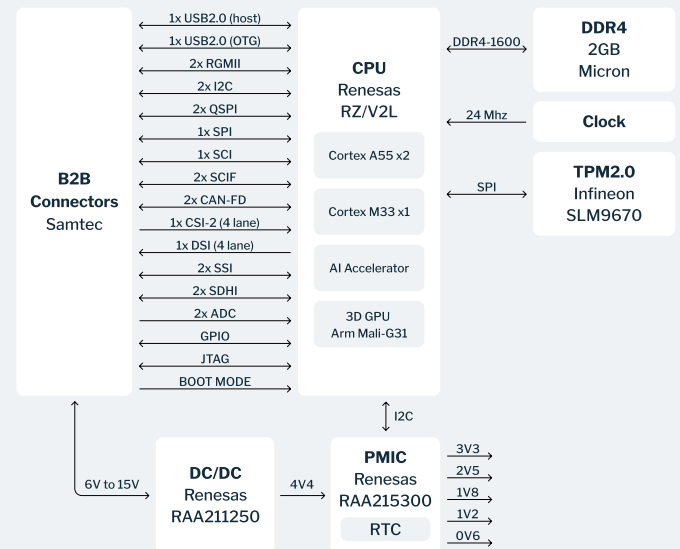 B2B
Connectors
Samtec
1x USB2.0 (host)
1x USB2.0 (OTG)
2x RGMII
2x I2C
2x QSPI
1x SPI
1x SCI
2x SCIF
2x CAN-FD
1x CSI-2 (4 lane)
1x DSI (4 lane)
2x SSI
2x SDHI
2x ADC
GPIO
JTAG
BOOT MODE
CPU
Renesas
RZ/V2L
Cortex A55 x2
Cortex M33 x1
AI Accelerator
3D GPU
Arm Mali-G31
DDR4-1600
24 Mhz
SPI
DDR4
2GB
Micron
Clock
TPM2.0
Infineon
SLM9670
I2C
6V to 15V
DC/DC
Renesas
RAA211250
4V4
PMIC
Renesas
RAA215300
RTC
3V3
2V5
1V8
1V2
0V6